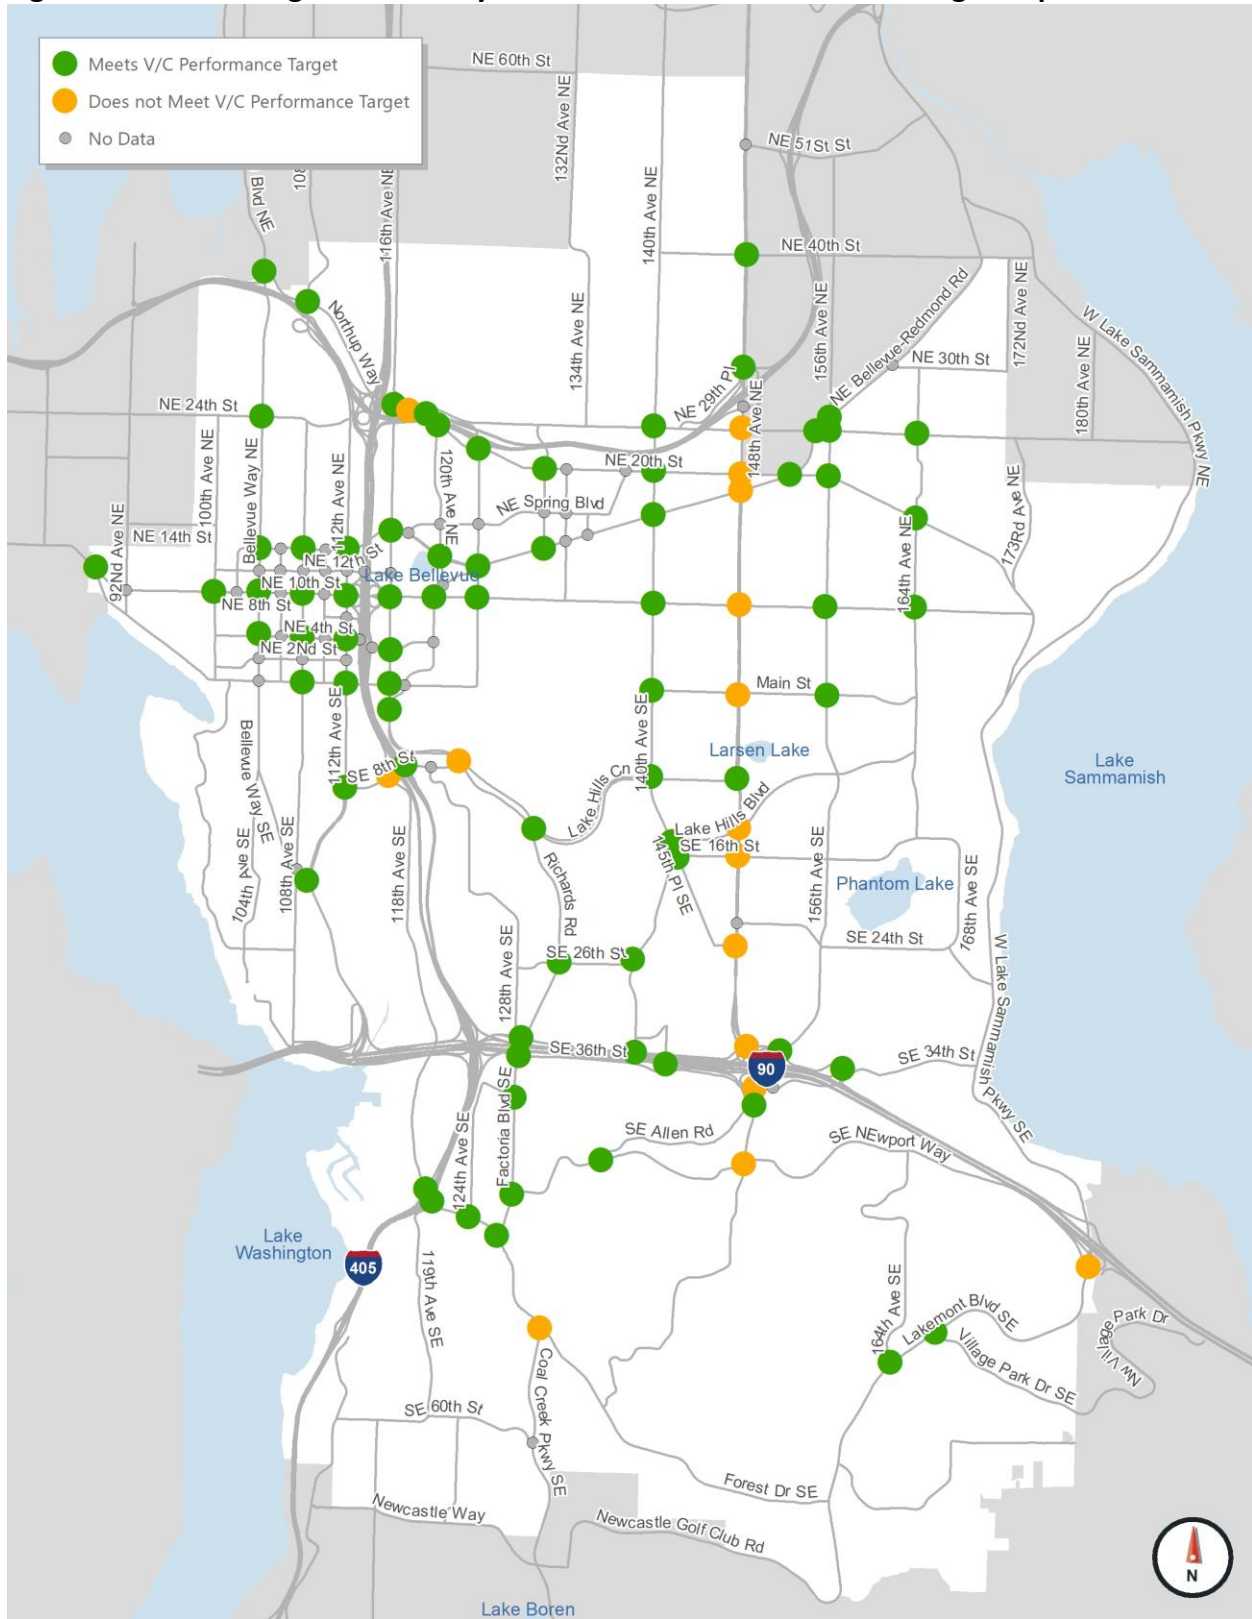 Meets V/C Performance Target
Does not Meet V/C Performance Target
No Data
NE 60th St
132Nd Ave NE
NE 51St St
Blvd NE
116th Ave NE
140th Ave NE
NE 40th St
156th Ave NE
NE Bellevue-Redmond Rd
172Nd Ave NE
W Lake Sammamish Pkwy NE
Northup Way
134th Ave NE
NE 29th Pl
NE 30th St
180th Ave NE
148th Ave NE
NE 24th St
100th Ave NE
Bellevue Way NE
112th Ave NE
120th Ave NE
NE 20th St
NE Spring Blvd
173Rd Ave NE
164th Ave NE
92Nd Ave NE
NE 14th St
NE 12th St
Lake Bellevue
NE 10th St
NE 8th St
NE 4th St
NE 2Nd St
Main St
140th Ave SE
112th Ave SE
Bellevue Way SE
SE 8th St
Larsen Lake
Lake
Sammamish
Lake Hills Cn
Lake Hills Blvd
SE 16th St
145th Pl SE
104th Ave SE
108th Ave SE
118th Ave SE
Richards Rd
156th Ave SE
Phantom Lake
168th Ave SE
SE 24th St
SE 26th St
128th Ave SE
W Lake Sammamish Pkwy SE
SE 36th St
90
SE 34th St
Factoria Blvd SE
124th Ave SE
SE Allen Rd
SE NEwport Way
Lake
Washington
405
119th Ave SE
164th Ave SE
Lakemont Blvd SE
Village Park Dr SE
NW Village Park Dr
Coal Creek Pkwy SE
SE 60th St
Forest Dr SE
Newcastle Way
Newcastle Golf Club Rd
Lake Boren
N